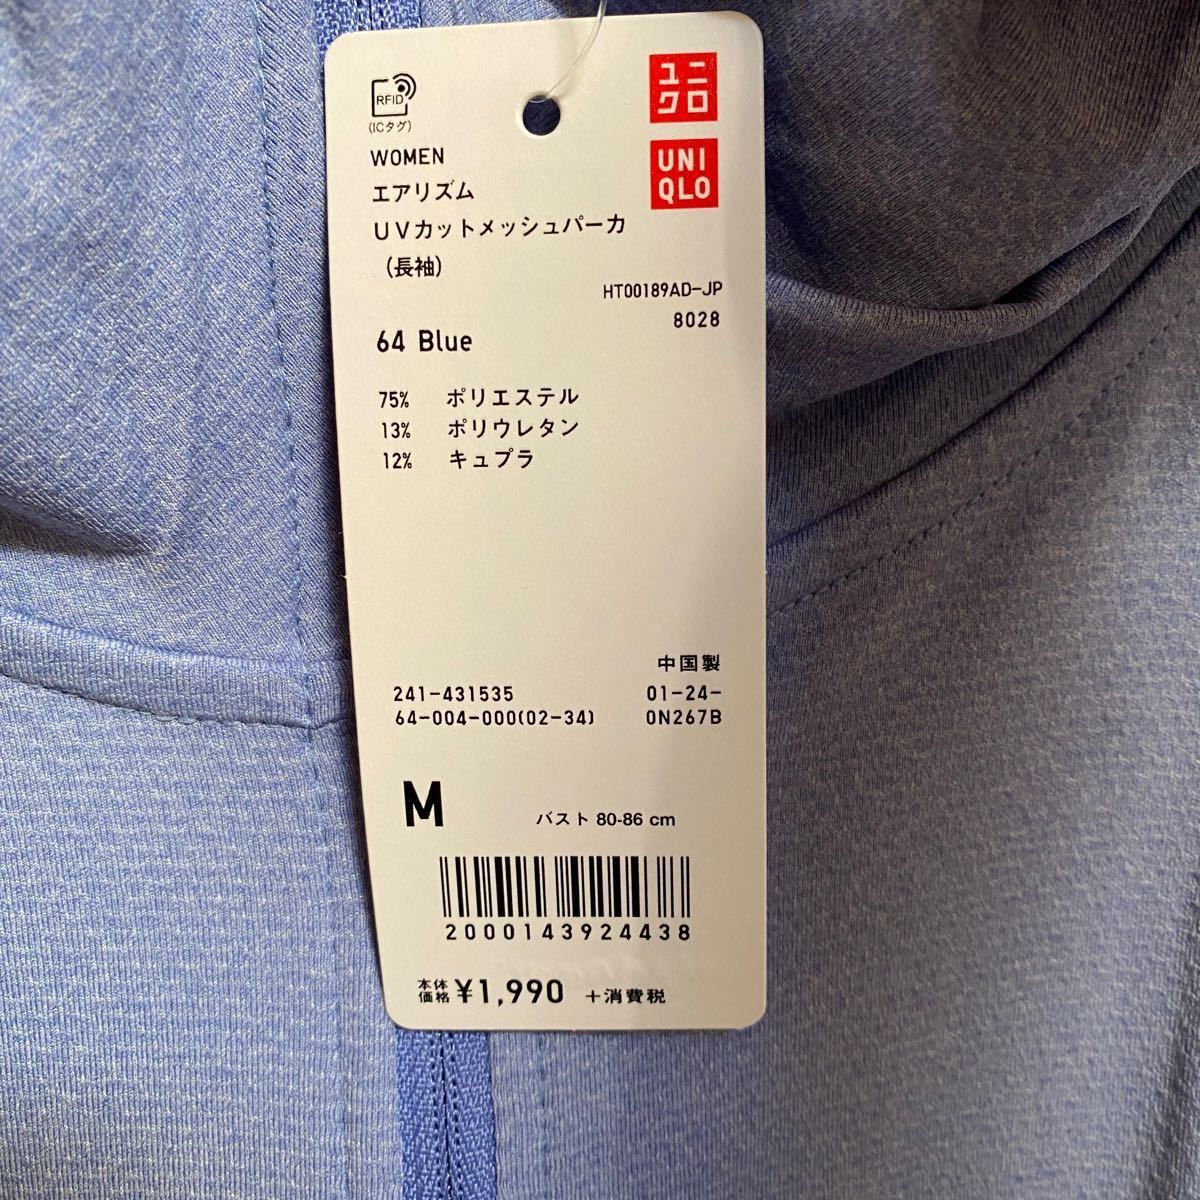 RFID
(ICタグ)
ユニ
クロ
UNI
QLO
WOMEN
エアリズム
UVカットメッシュパーカ
(長袖)
HT00189AD-JP
8028
64 Blue
75% ポリエステル
13% ポリウレタン
12% キュプラ
中国製
241-431535 01-24-
64-004-000(02-34) 0N267B
M バスト 80-86 cm
2000143924438
本体価格 ¥1,990 +消費税